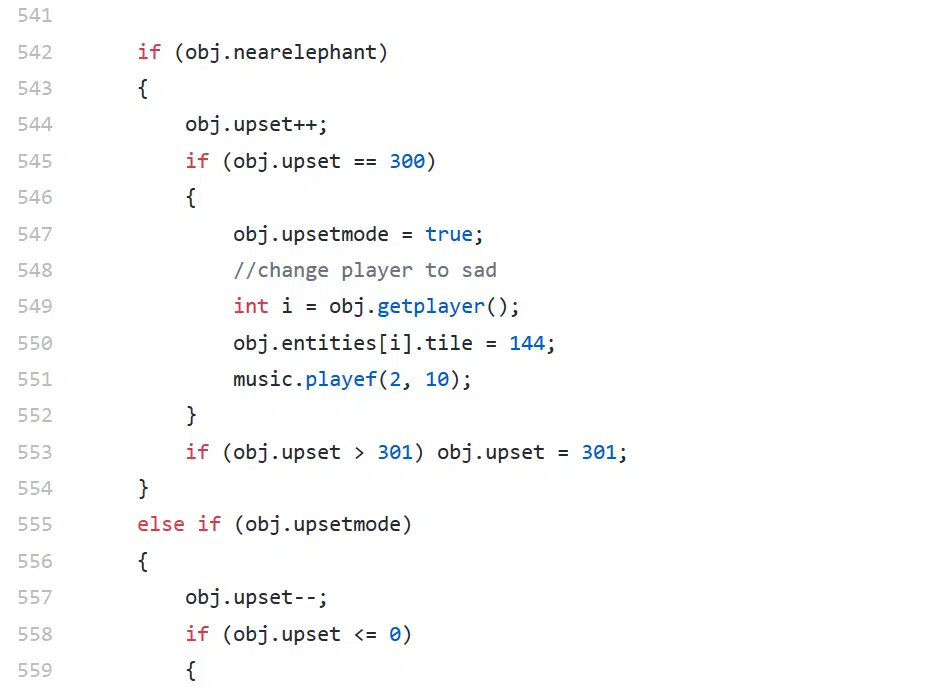 541
542 if (obj.nearelephant)
543 {
544 obj.upset++;
545 if (obj.upset == 300)
546 {
547 obj.upsetmode = true;
548 //change player to sad
549 int i = obj.getplayer();
550 obj.entities[i].tile = 144;
551 music.playef(2, 10);
552 }
553 if (obj.upset > 301) obj.upset = 301;
554 }
555 else if (obj.upsetmode)
556 {
557 obj.upset--;
558 if (obj.upset <= 0)
559 {